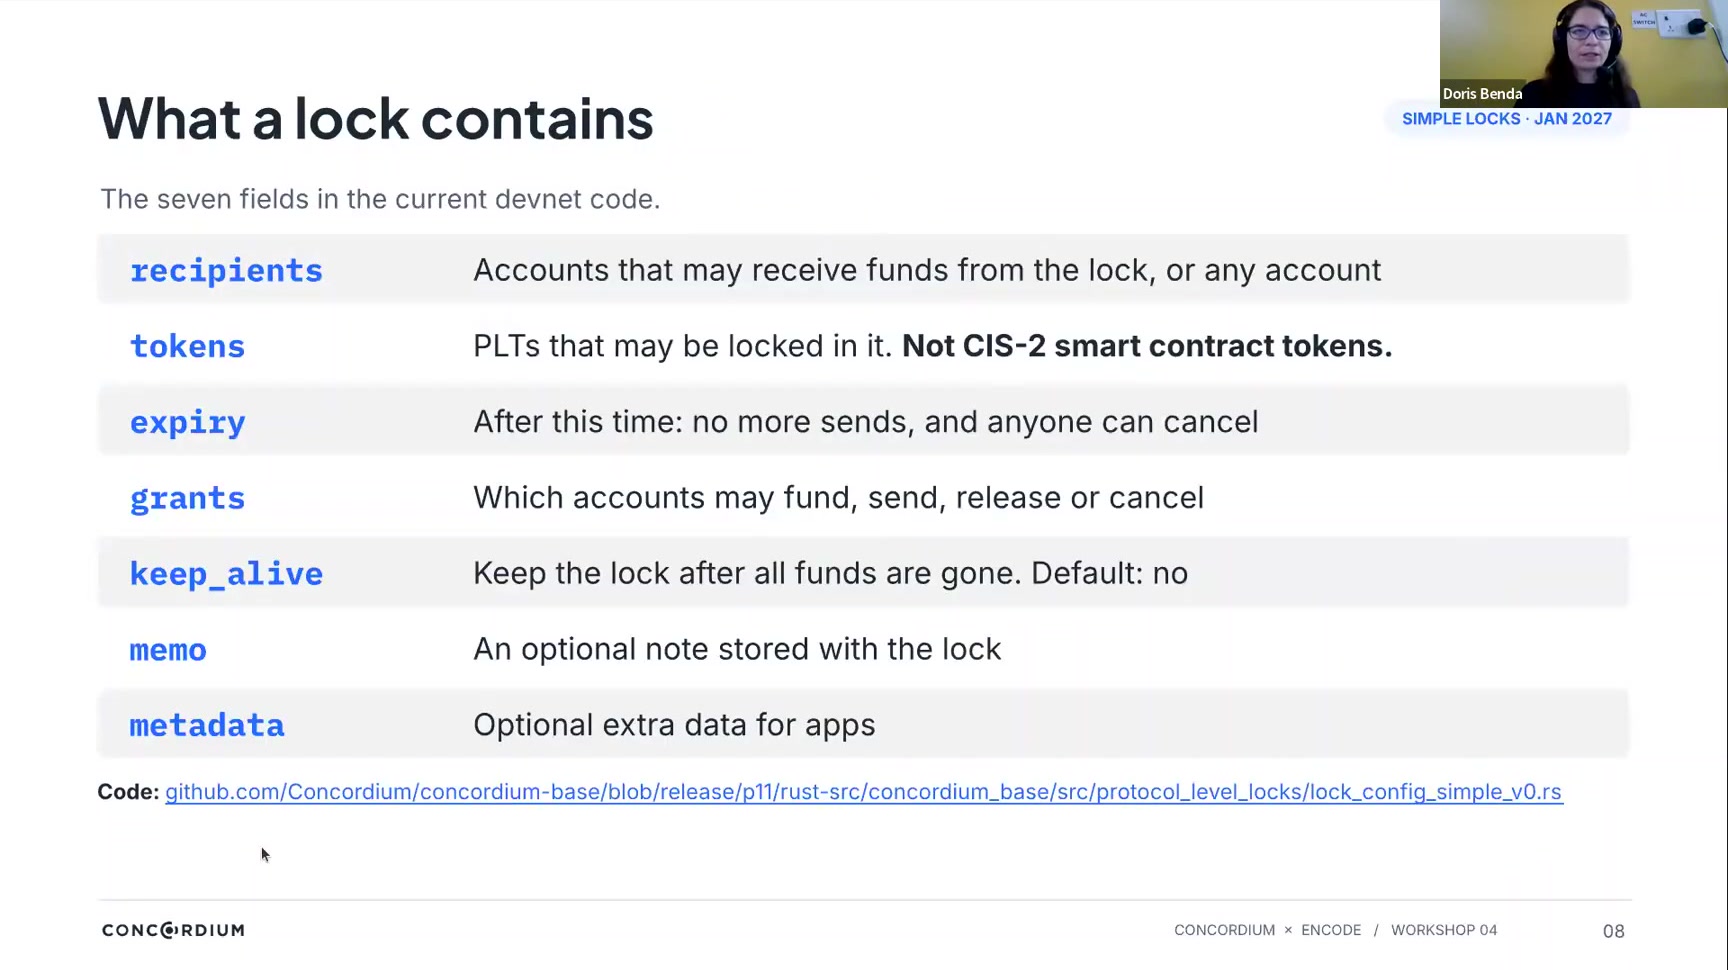 What a lock contains
AC
SWITCH
Doris Benda
SIMPLE LOCKS · JAN 2027
The seven fields in the current devnet code.
recipients Accounts that may receive funds from the lock, or any account
tokens PLTs that may be locked in it. Not CIS-2 smart contract tokens.
expiry After this time: no more sends, and anyone can cancel
grants Which accounts may fund, send, release or cancel
keep_alive Keep the lock after all funds are gone. Default: no
memo An optional note stored with the lock
metadata Optional extra data for apps
Code: github.com/Concordium/concordium-base/blob/release/p11/rust-src/concordium_base/src/protocol_level_locks/lock_config_simple_v0.rs
CONCORDIUM
CONCORDIUM × ENCODE / WORKSHOP 04
08